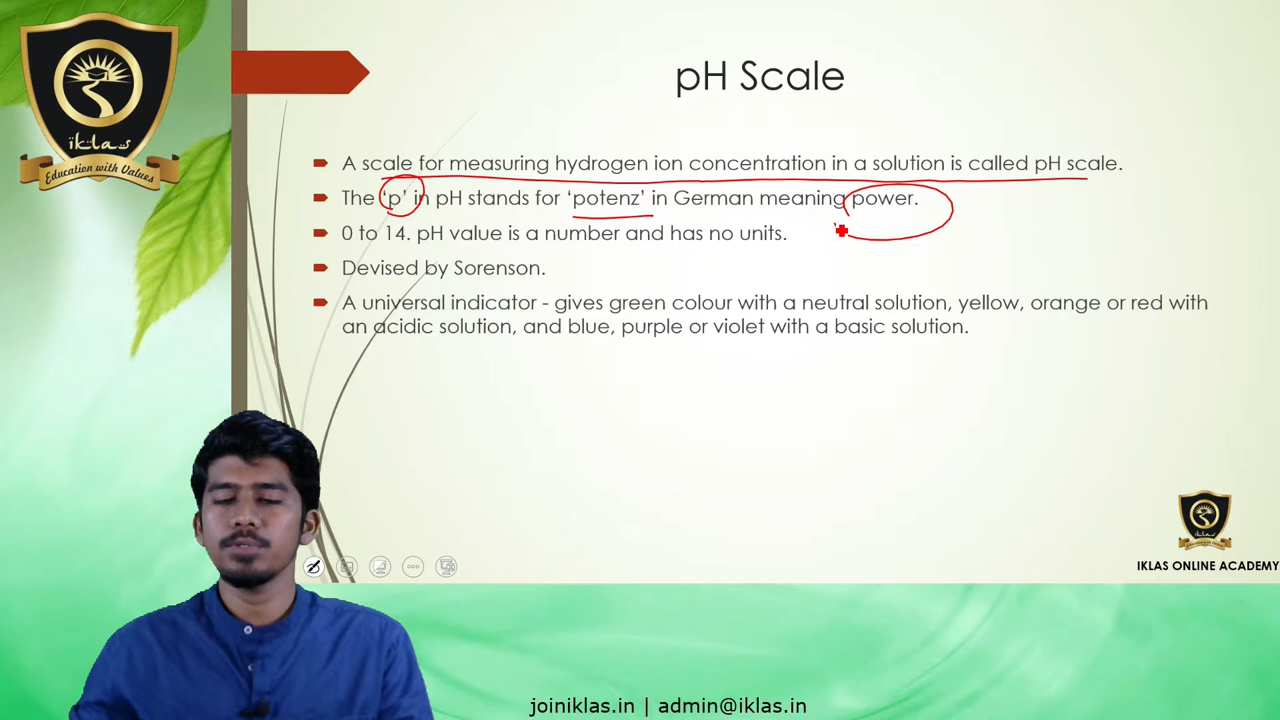 iklas
Education with Values
pH Scale
A scale for measuring hydrogen ion concentration in a solution is called pH scale.
The ‘p’ in pH stands for ‘potenz’ in German meaning power.
0 to 14. pH value is a number and has no units.
Devised by Sorenson.
A universal indicator - gives green colour with a neutral solution, yellow, orange or red with
an acidic solution, and blue, purple or violet with a basic solution.
IKLAS ONLINE ACADEMY
joiniklas.in | admin@iklas.in